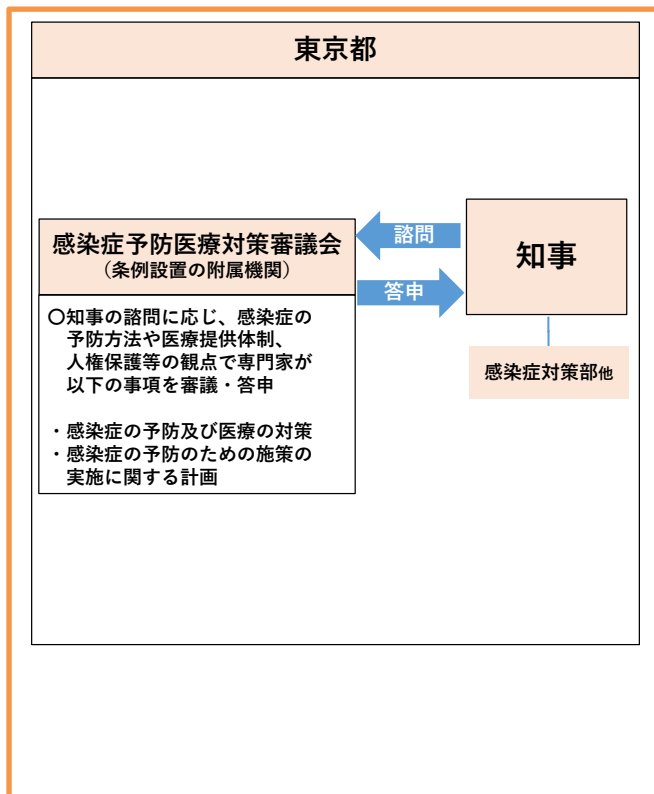 東京都
感染症予防医療対策審議会
（条例設置の附属機関）
諮問
答申
知事
感染症対策部他
〇知事の諮問に応じ、感染症の
予防方法や医療提供体制、
人権保護等の観点で専門家が
以下の事項を審議・答申
・感染症の予防及び医療の対策
・感染症の予防のための施策の
実施に関する計画